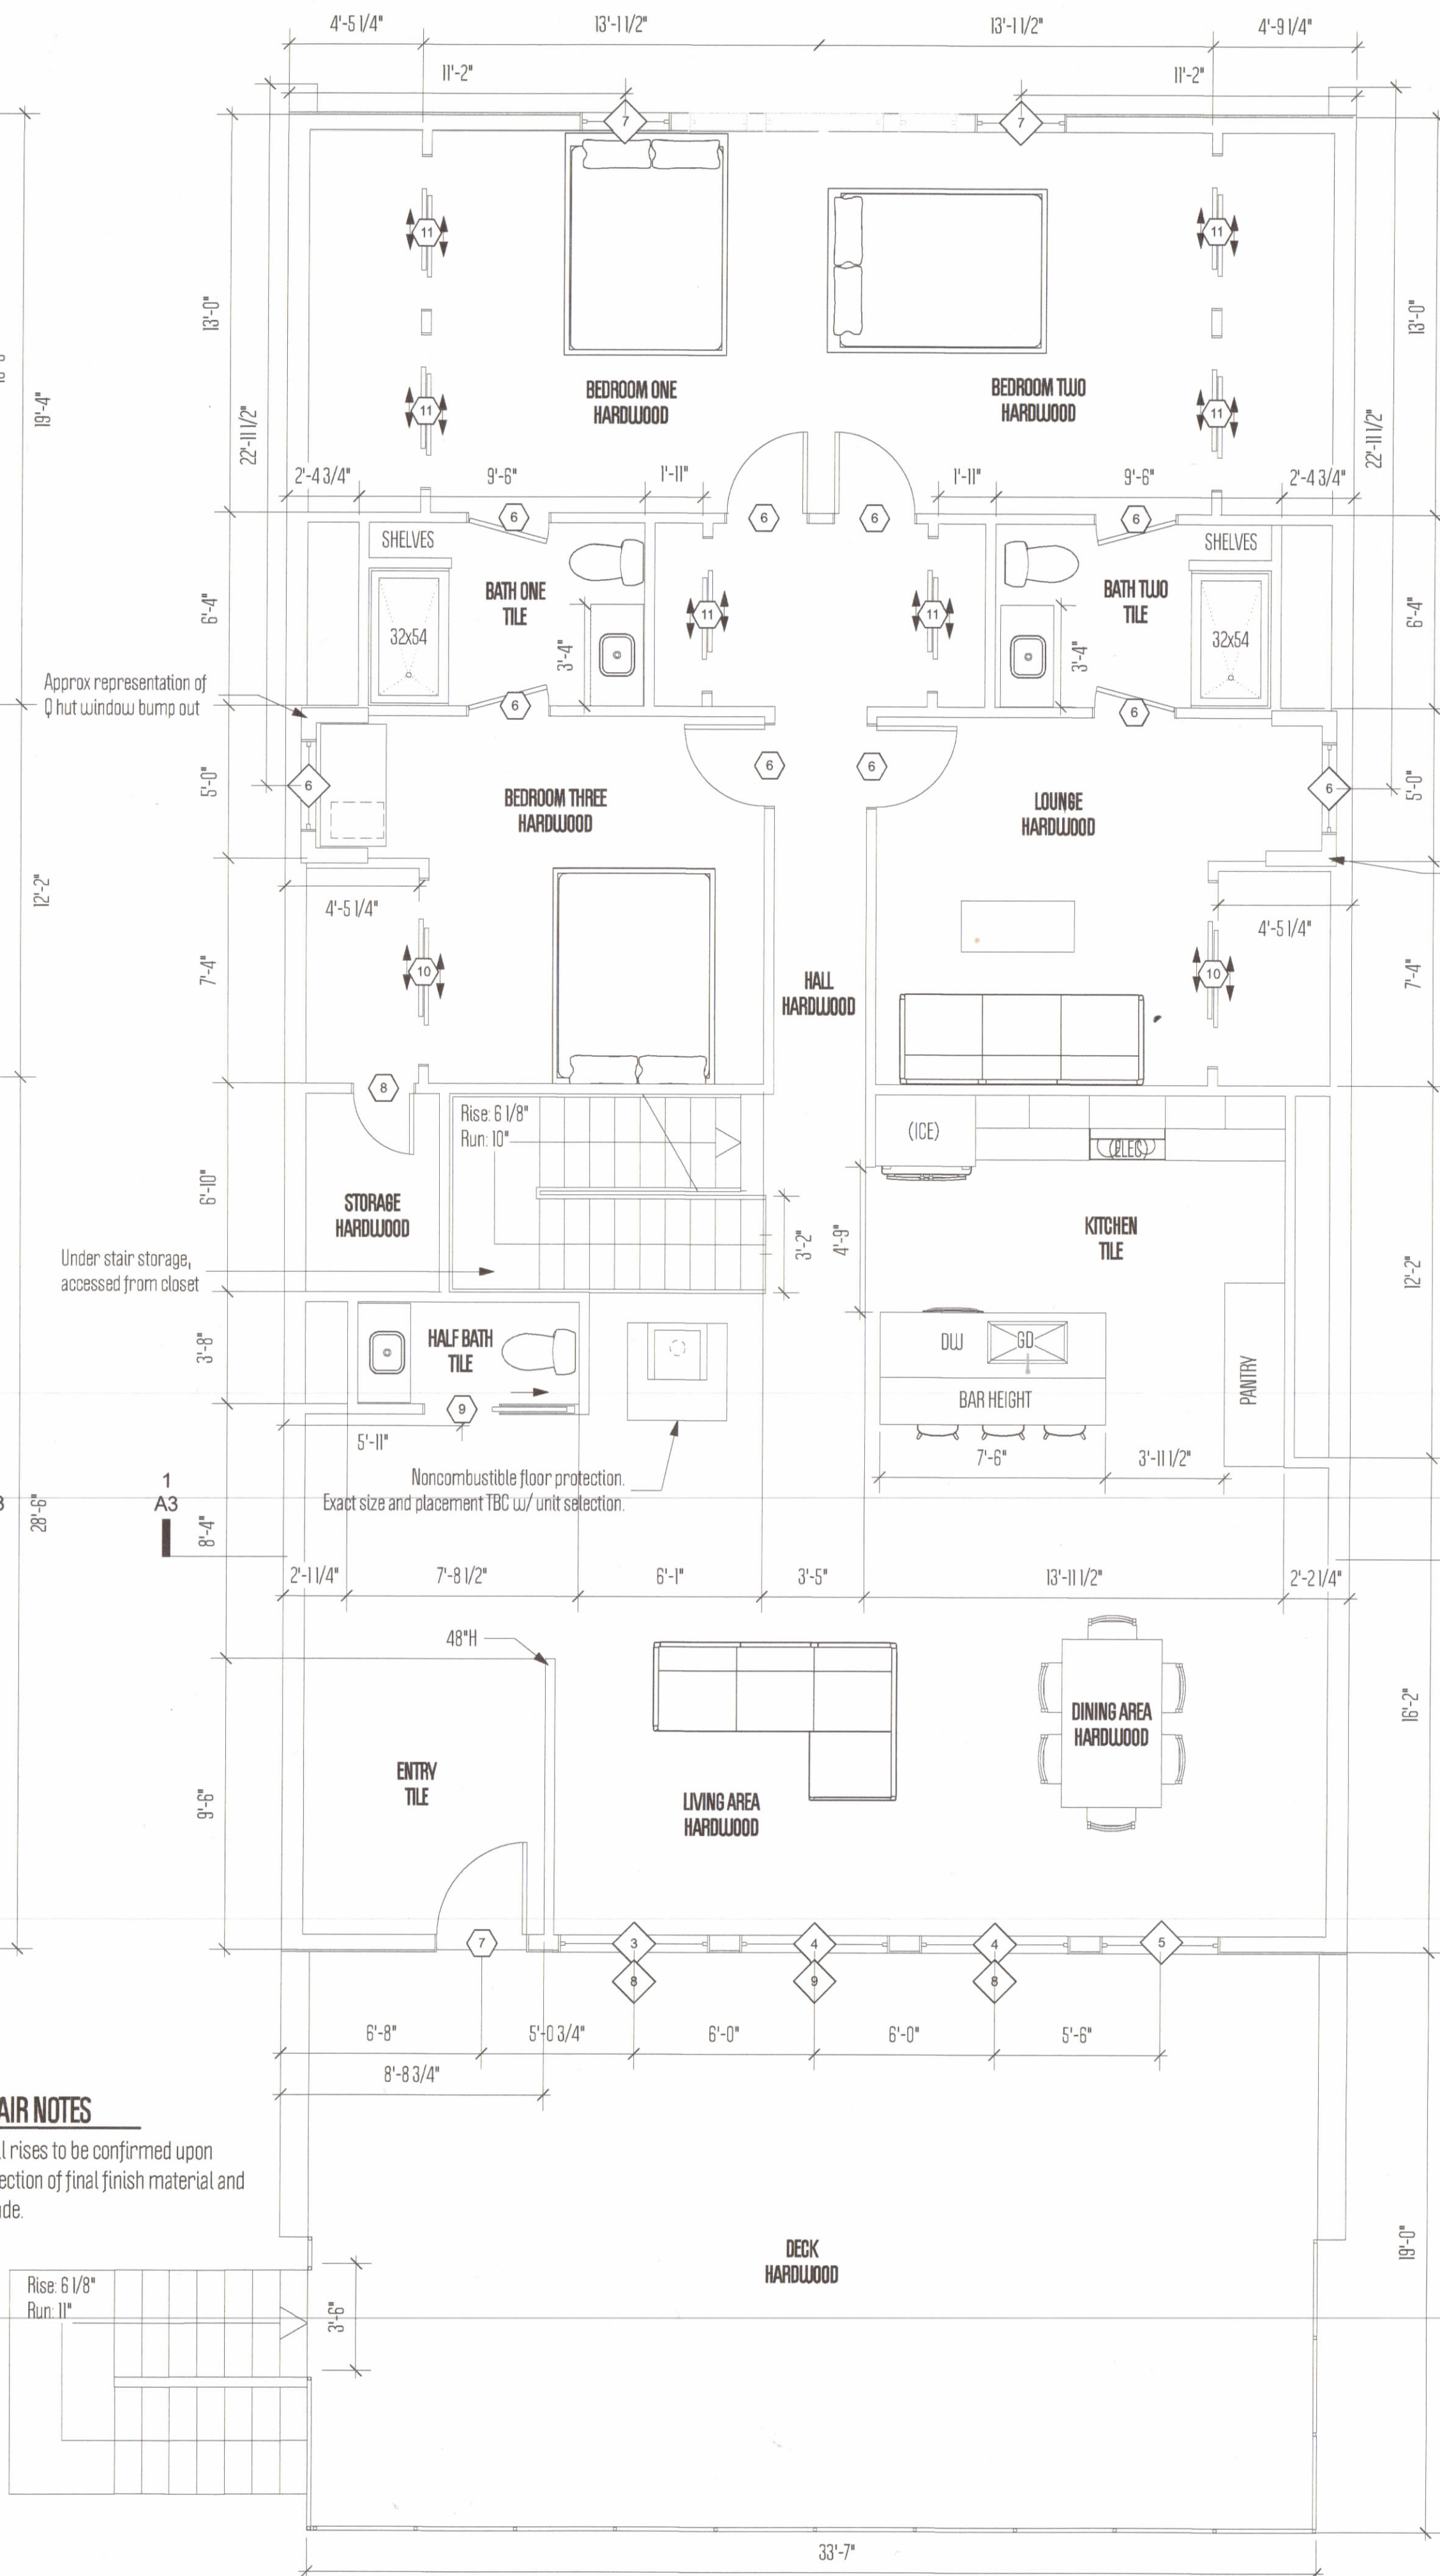 4'-5 1/4"
13'-1 1/2"
13'-1 1/2"
4'-9 1/4"
11'-2"
11'-2"
7
7
11
11
13'-0"
13'-0"
19'-4"
22'-11 1/2"
22'-11 1/2"
11
11
BEDROOM ONE
HARDWOOD
BEDROOM TWO
HARDWOOD
2'-4 3/4"
9'-6"
1'-11"
1'-11"
9'-6"
2'-4 3/4"
6
6
6
6
SHELVES
SHELVES
BATH ONE
TILE
BATH TWO
TILE
6'-4"
32x54
3'-4"
11
11
3'-4"
32x54
6'-4"
Approx representation of
Q hut window bump out
6
6
6
6
5'-0"
6
BEDROOM THREE
HARDWOOD
LOUNGE
HARDWOOD
6
5'-0"
12'-2"
4'-5 1/4"
4'-5 1/4"
7'-4"
10
HALL
HARDWOOD
10
7'-4"
8
Rise: 6 1/8"
Run: 10"
(ICE)
(ELEC)
6'-10"
STORAGE
HARDWOOD
KITCHEN
TILE
3'-2"
4'-9"
12'-2"
Under stair storage,
accessed from closet
3'-8"
HALF BATH
TILE
DW
GD
BAR HEIGHT
PANTRY
9
5'-11"
7'-6"
3'-11 1/2"
Noncombustible floor protection.
Exact size and placement TBC w/ unit selection.
1
A3
28'-6"
8'-4"
2'-1 1/4"
7'-8 1/2"
6'-1"
3'-5"
13'-11 1/2"
2'-2 1/4"
48"H
16'-2"
DINING AREA
HARDWOOD
ENTRY
TILE
9'-6"
LIVING AREA
HARDWOOD
7
3
4
4
5
8
9
8
6'-8"
5'-0 3/4"
6'-0"
6'-0"
5'-6"
8'-8 3/4"
AIR NOTES
l rises to be confirmed upon
ection of final finish material and
de.
DECK
HARDWOOD
19'-0"
Rise: 6 1/8"
Run: 11"
3'-6"
33'-7"